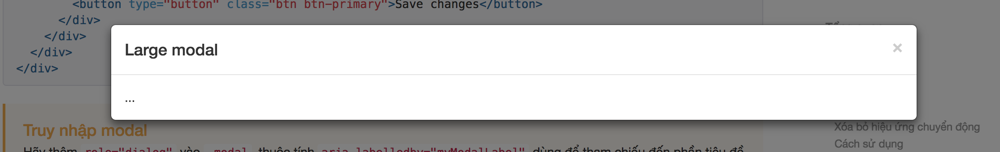 <button type="button" class="btn btn-primary">Save changes</button>
</div>
</div>
</div>
</div>
Large modal
×
...
Truy nhập modal
Hãy thêm role="dialog" vào .modal, thuộc tính aria-labelledby="myModalLabel" dùng để tham chiếu đến phần tiêu đề
Xóa bỏ hiệu ứng chuyển động
Cách sử dụng